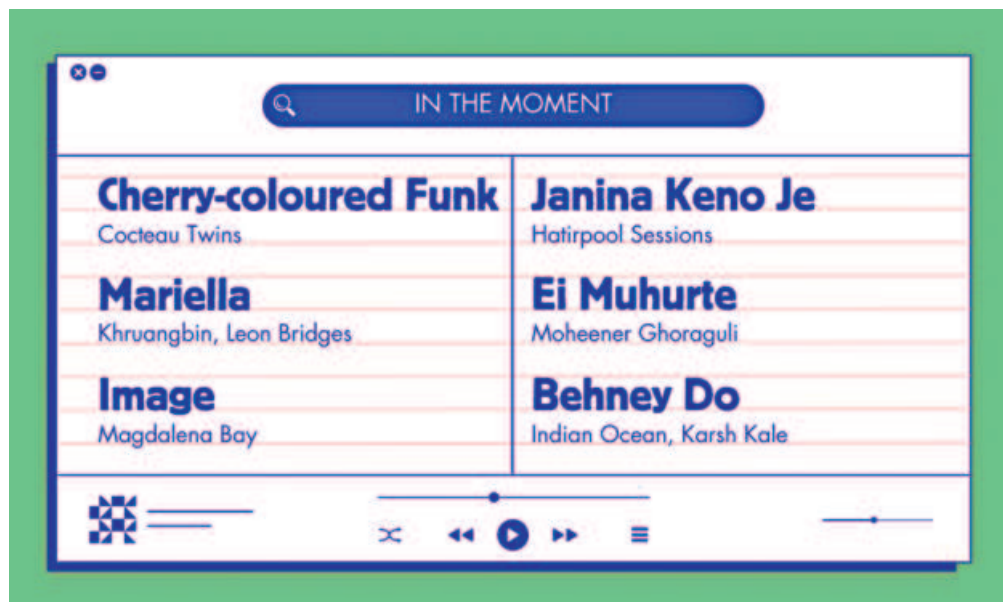 IN THE MOMENT
Cherry-coloured Funk
Cocteau Twins
Mariella
Khruangbin, Leon Bridges
Image
Magdalena Bay
Janina Keno Je
Hatirpool Sessions
Ei Muhurte
Moheener Ghoraguli
Behney Do
Indian Ocean, Karsh Kale